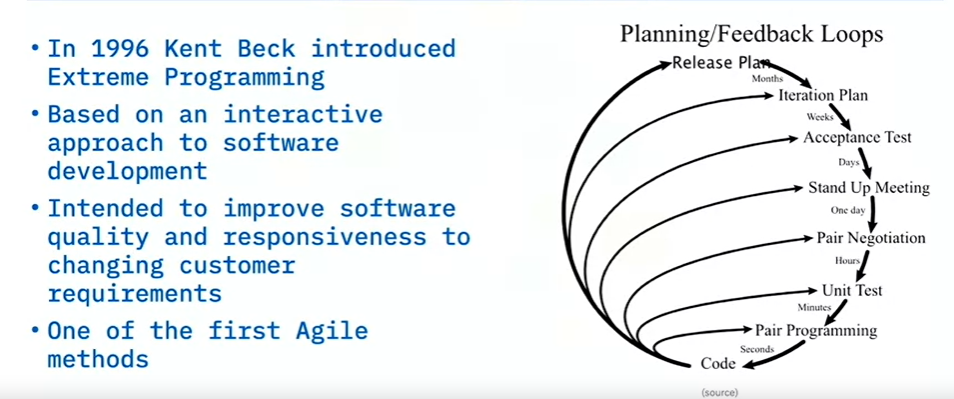 • In 1996 Kent Beck introduced
Extreme Programming
• Based on an interactive
approach to software
development
• Intended to improve software
quality and responsiveness to
changing customer
requirements
• One of the first Agile
methods
Planning/Feedback Loops
Release Plan
Months
Iteration Plan
Weeks
Acceptance Test
Days
Stand Up Meeting
One day
Pair Negotiation
Hours
Unit Test
Minutes
Pair Programming
Seconds
Code
(source)